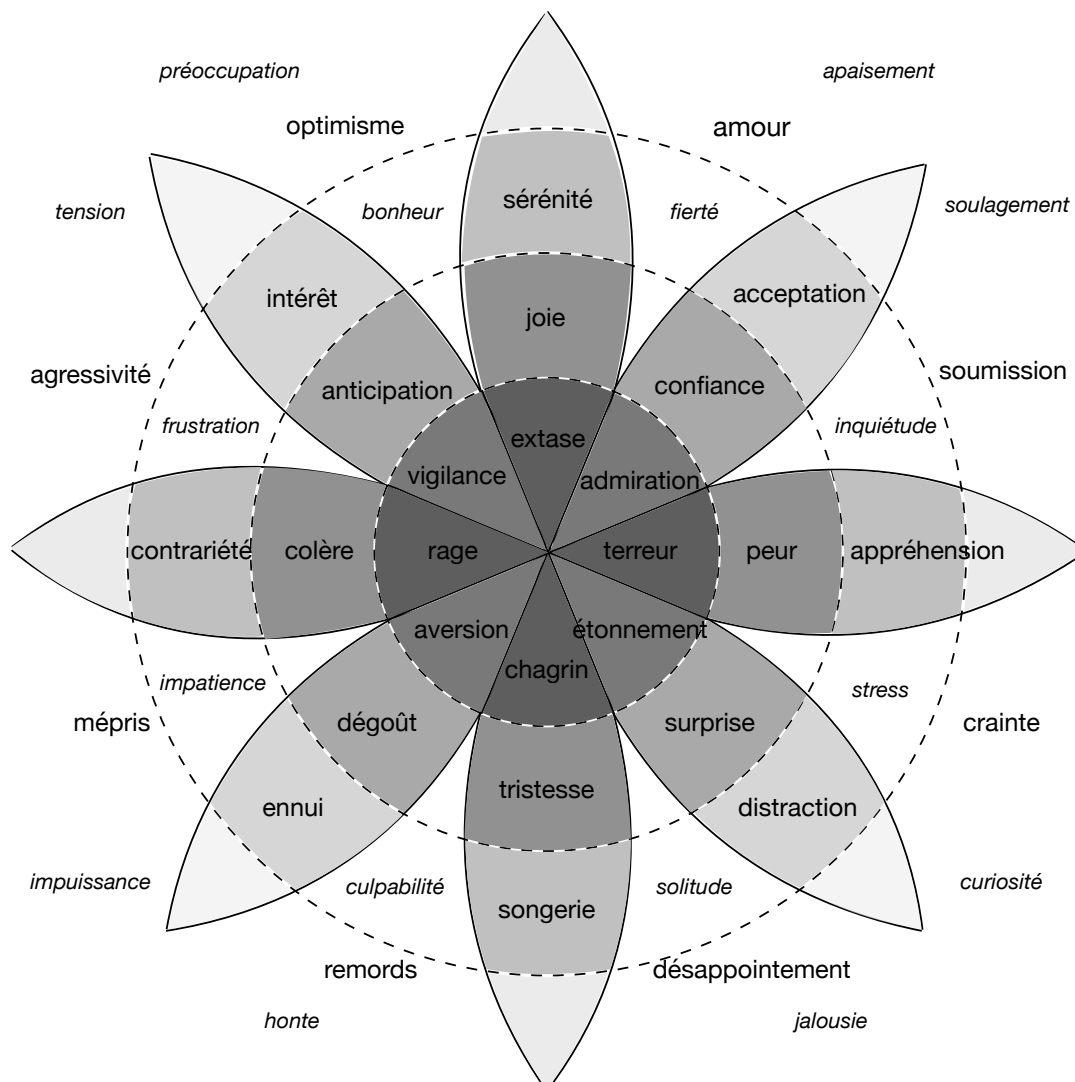 préoccupation
apaisement
optimisme
amour
sérénité
tension
bonheur
fierté
soulagement
intérêt
acceptation
joie
agressivité
anticipation
confiance
soumission
frustration
extase
inquiétude
vigilance
admiration
contrariété
colère
rage
terreur
peur
appréhension
aversion
étonnement
chagrin
impatience
stress
mépris
dégoût
surprise
crainte
tristesse
ennui
distraction
impuissance
culpabilité
solitude
curiosité
songerie
remords
désappointement
honte
jalousie